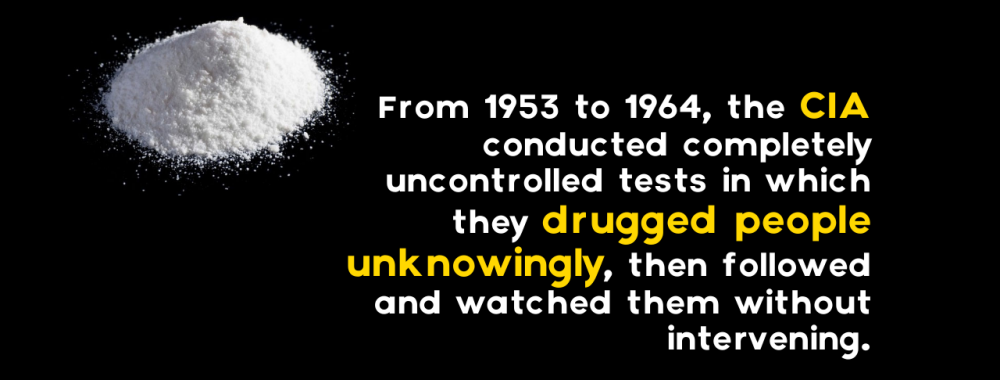 From 1953 to 1964, the CIA
conducted completely
uncontrolled tests in which
they drugged people
unknowingly, then followed
and watched them without
intervening.